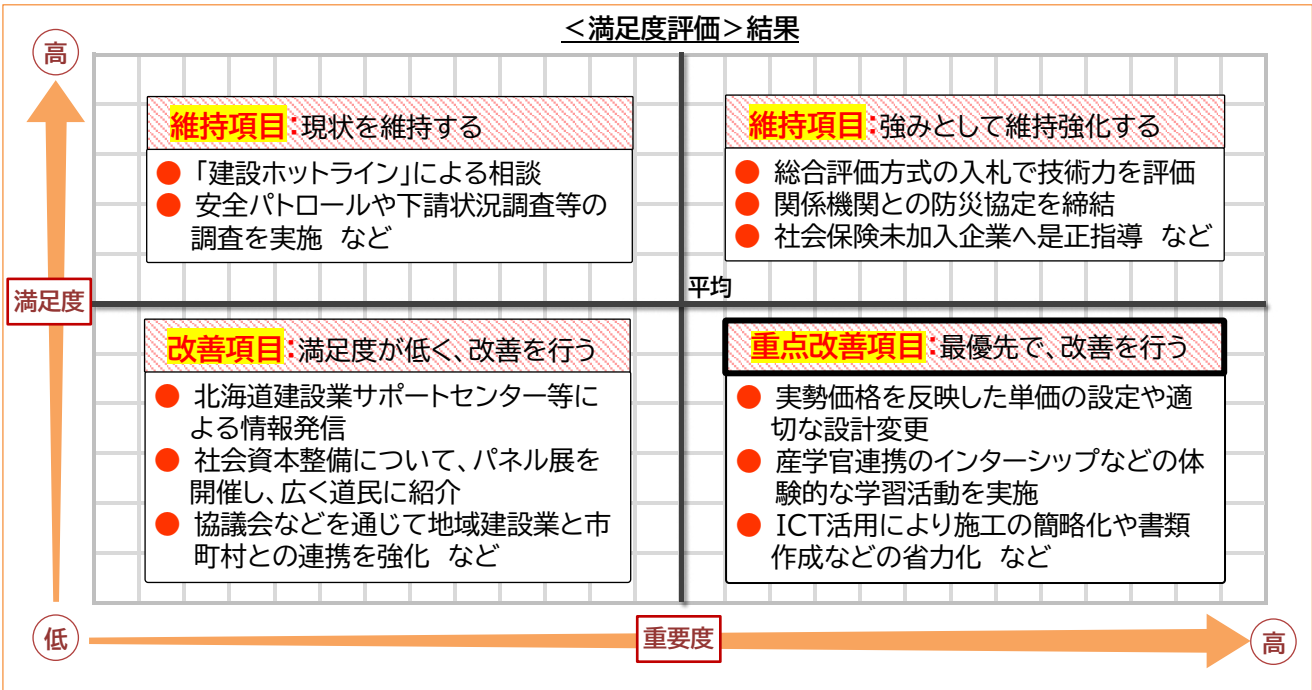 <満足度評価>結果
高
維持項目:現状を維持する
● 「建設ホットライン」による相談
● 安全パトロールや下請状況調査等の
調査を実施 など
維持項目:強みとして維持強化する
● 総合評価方式の入札で技術力を評価
● 関係機関との防災協定を締結
● 社会保険未加入企業へ是正指導 など
満足度
平均
改善項目:満足度が低く、改善を行う
● 北海道建設業サポートセンター等に
よる情報発信
● 社会資本整備について、パネル展を
開催し、広く道民に紹介
● 協議会などを通じて地域建設業と市
町村との連携を強化 など
重点改善項目:最優先で、改善を行う
● 実勢価格を反映した単価の設定や適
切な設計変更
● 産学官連携のインターシップなどの体
験的な学習活動を実施
● ICT活用により施工の簡略化や書類
作成などの省力化 など
低
重要度
高